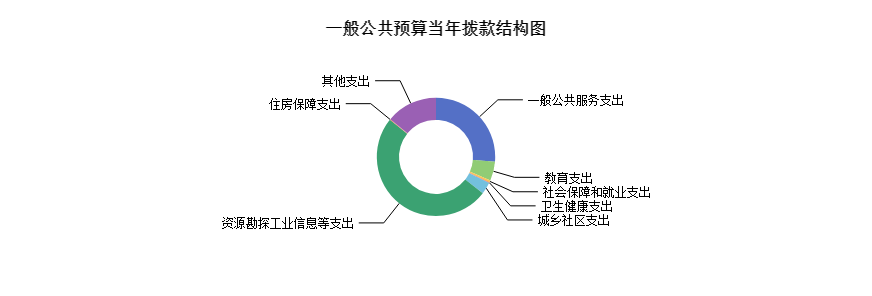 一般公共预算当年拨款结构图
其他支出
一般公共服务支出
住房保障支出
教育支出
社会保障和就业支出
卫生健康支出
城乡社区支出
资源勘探工业信息等支出